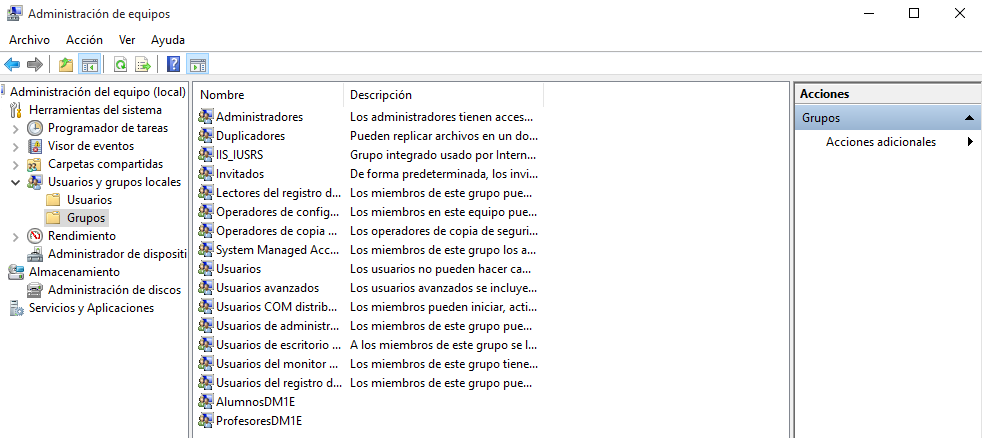 Administración de equipos
Archivo Acción Ver Ayuda
Administración del equipo (local)
Herramientas del sistema
Programador de tareas
Visor de eventos
Carpetas compartidas
Usuarios y grupos locales
Usuarios
Grupos
Rendimiento
Administrador de dispositi
Almacenamiento
Administración de discos
Servicios y Aplicaciones
Nombre Descripción
Administradores Los administradores tienen acces...
Duplicadores Pueden replicar archivos en un do...
IIS_IUSRS Grupo integrado usado por Intern...
Invitados De forma predeterminada, los invi...
Lectores del registro d... Los miembros de este grupo pue...
Operadores de config... Los miembros en este equipo pue...
Operadores de copia ... Los operadores de copia de seguri...
System Managed Acc... Los miembros de este grupo los a...
Usuarios Los usuarios no pueden hacer ca...
Usuarios avanzados Los usuarios avanzados se incluye...
Usuarios COM distrib... Los miembros pueden iniciar, acti...
Usuarios de administr... Los miembros de este grupo pue...
Usuarios de escritorio ... A los miembros de este grupo se l...
Usuarios del monitor ... Los miembros de este grupo tiene...
Usuarios del registro d... Los miembros de este grupo pue...
AlumnosDM1E
ProfesoresDM1E
Acciones
Grupos
Acciones adicionales